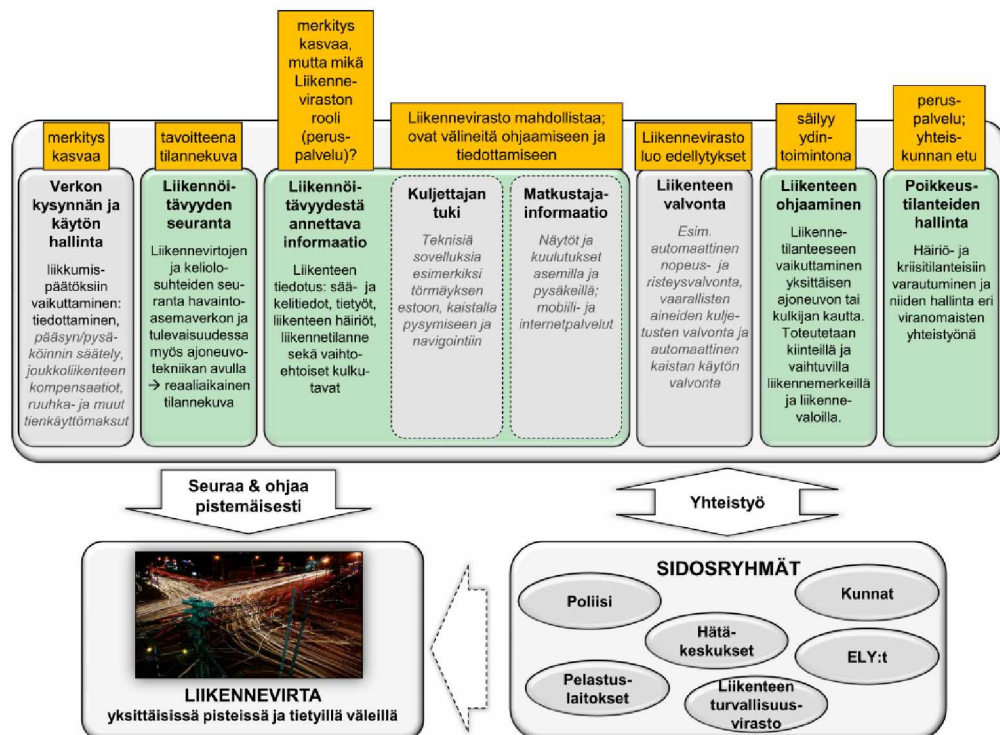 merkitys
kasvaa
tavoitteena
tilannekuva
merkitys
kasvaa,
mutta mikä
Liikenne-
viraston
rooli
(perus-
palvelu)?
Liikennevirasto mahdollistaa;
ovat välineitä ohjaamiseen ja
tiedottamiseen
Liikennevirasto
luo edellytykset
säilyy
ydin-
toimintona
perus-
palvelu;
yhteis-
kunnan etu
Verkon
kysynnän ja
käytön
hallinta
liikkumis-
päätöksiin
vaikuttaminen:
tiedottaminen,
pääsyn/pysä-
köinnin säätely,
joukkoliikenteen
kompensaatiot,
ruuhka- ja muut
tienkäyttömaksut
Liikennöi-
tävyyden
seuranta
Liikennevirtojen
ja keliolo-
suhteiden seu-
ranta havainto-
asemaverkon ja
tulevaisuudessa
myös ajoneuvo-
tekniikan avulla
→ reaaliaikainen
tilannekuva
Liikennöi-
tävyydestä
annettava
informaatio
Liikenteen
tiedotus: sää- ja
kelitiedot, tietyöt,
liikenteen häiriöt,
liikennetilanne
sekä vaihto-
ehtoiset kulku-
tavat
Kuljettajan
tuki
Teknisiä
sovelluksia
esimerkiksi
törmäyksen
estoon, kaistalla
pysymiseen ja
navigointiin
Matkustaja-
informaatio
Näytöt ja
kuulutukset
asemilla ja
pysäkeillä;
mobiili- ja
internetpalvelut
Liikenteen
valvonta
Esim.
automaattinen
nopeus- ja
risteysvalvonta,
vaarallisten
aineiden kulje-
tusten valvonta ja
automaattinen
kaistan käytön
valvonta
Liikenteen
ohjaaminen
Liikenne-
tilanteeseen
vaikuttaminen
yksittäisen
ajoneuvon tai
kulkijan kautta.
Toteutetaan
kiinteillä ja
vaihtuvilla
liikennemerkeillä
ja liikenne-
valoilla.
Poikkeus-
tilanteiden
hallinta
Häiriö- ja
kriisitilanteisiin
varautuminen ja
niiden hallinta eri
viranomaisten
yhteistyönä
Seuraa & ohjaa
pistemäisesti
Yhteistyö
LIIKENNEVIRTA
yksittäisissä pisteissä ja tietyillä väleillä
SIDOSRYHMÄT
Poliisi
Kunnat
Hätä-
keskukset
ELY:t
Pelastus-
laitokset
Liikenteen
turvallisuus-
virasto